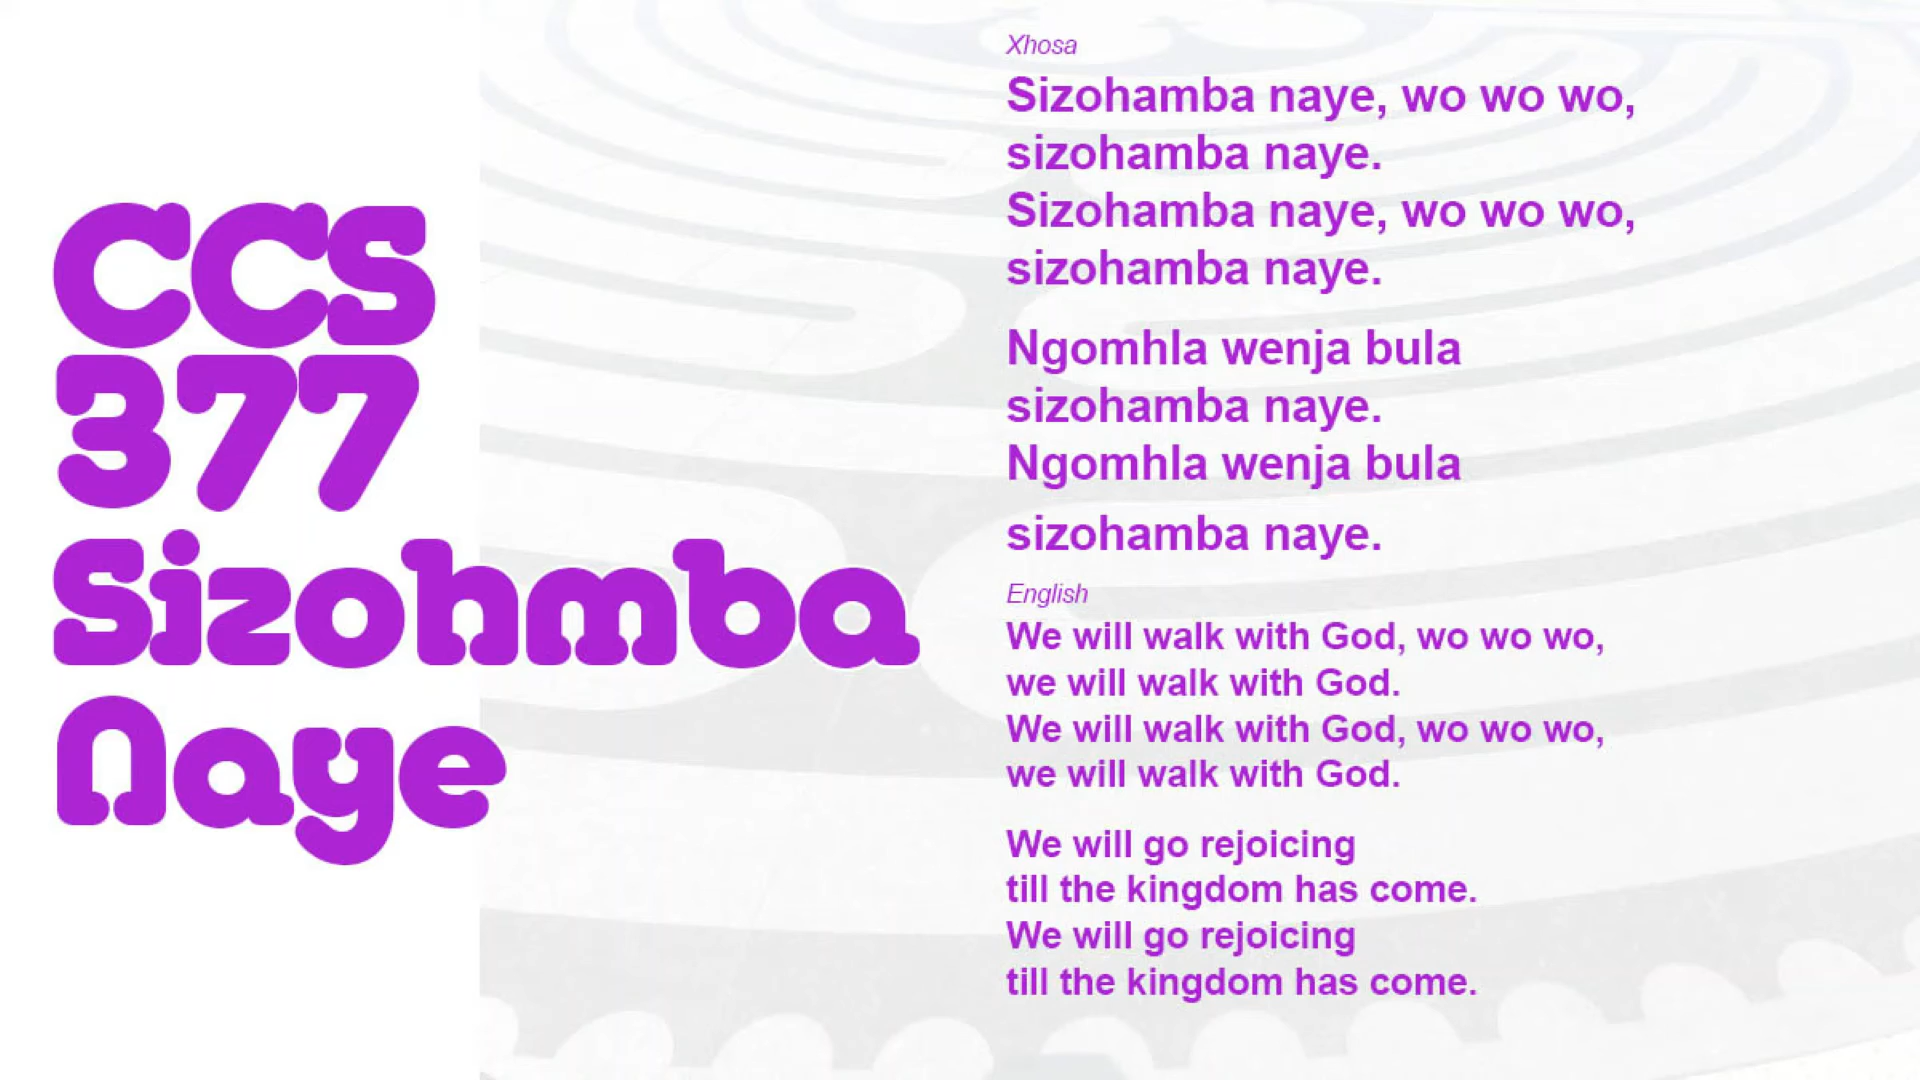 CCS
377
Sizohmba
Naye
Xhosa
Sizohamba naye, wo wo wo,
sizohamba naye.
Sizohamba naye, wo wo wo,
sizohamba naye.
Ngomhla wenja bula
sizohamba naye.
Ngomhla wenja bula
sizohamba naye.
English
We will walk with God, wo wo wo,
we will walk with God.
We will walk with God, wo wo wo,
we will walk with God.
We will go rejoicing
till the kingdom has come.
We will go rejoicing
till the kingdom has come.